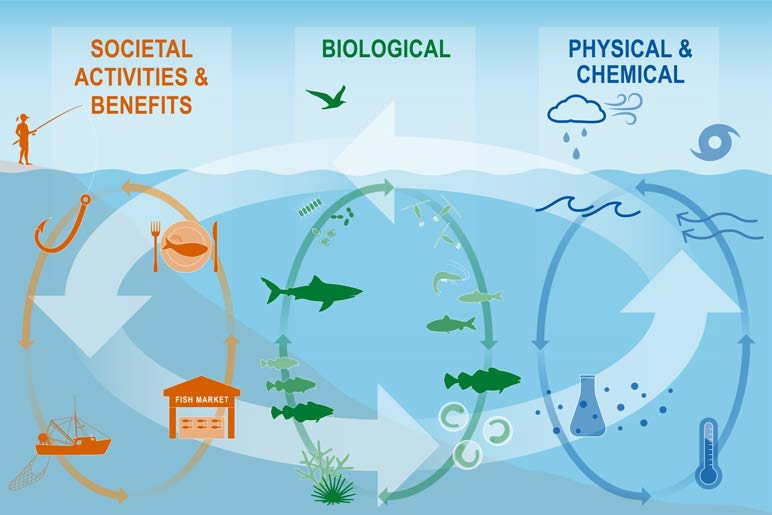 SOCIETAL
ACTIVITIES &
BENEFITS
BIOLOGICAL
PHYSICAL &
CHEMICAL
FISH MARKET